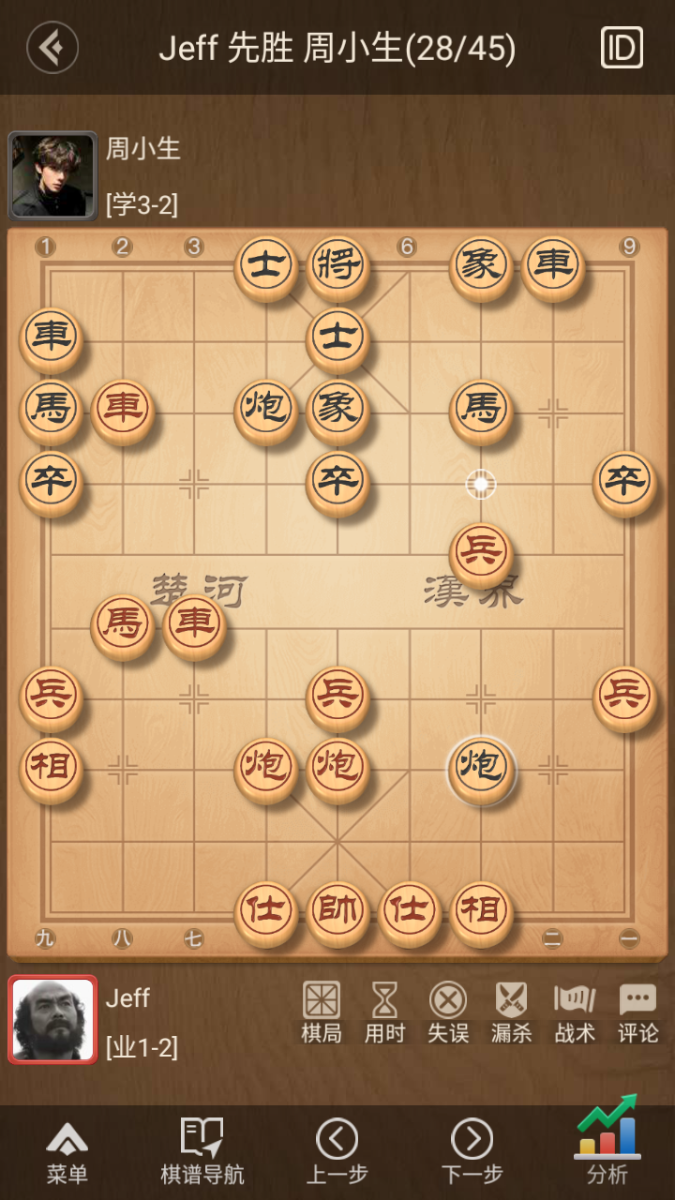 Jeff 先胜 周小生(28/45)
ID
周小生
[学3-2]
1 2 3 6 9
士 將 象 車
車 士
馬 車 炮 象 馬
卒 卒 卒
兵
楚河 漢界
馬 車
兵 兵 兵
相 炮 炮 炮
仕 帥 仕 相
九 八 七 二 一
Jeff
[业1-2]
棋局 用时 失误 漏杀 战术 评论
菜单 棋谱导航 上一步 下一步 分析